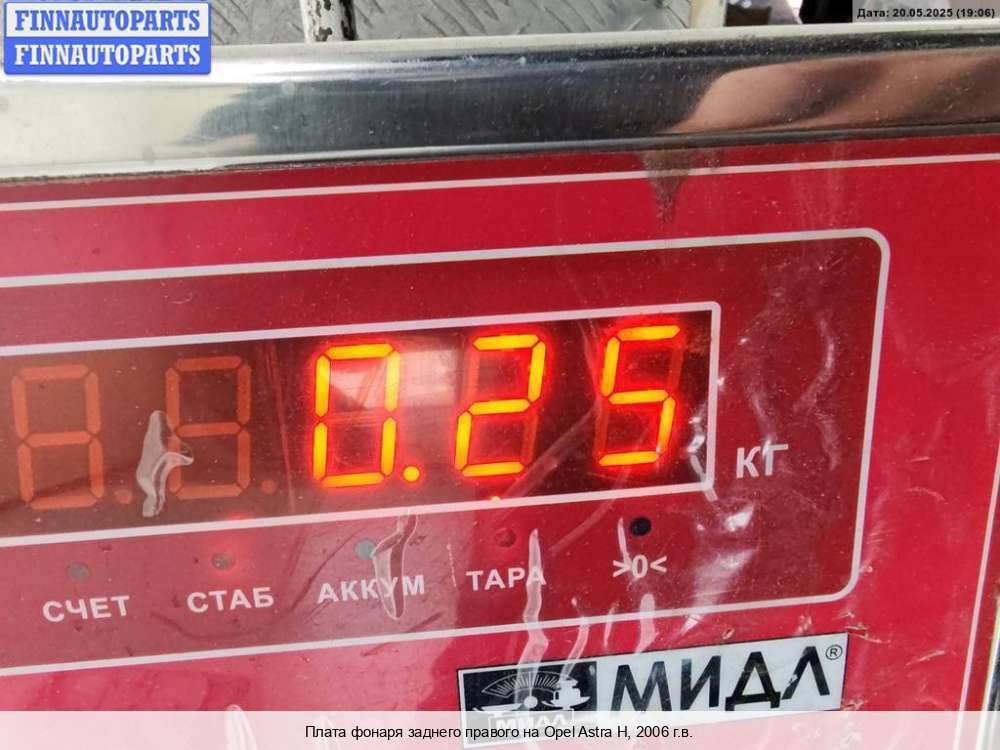 FINNAUTOPARTS
FINNAUTOPARTS
Дата: 20.05.2025 (19:06)
0.25
КГ
СЧЕТ СТАБ АККУМ ТАРА >0<
МИДЛ®
МИДЛ
Плата фонаря заднего правого на Opel Astra H, 2006 г.в.